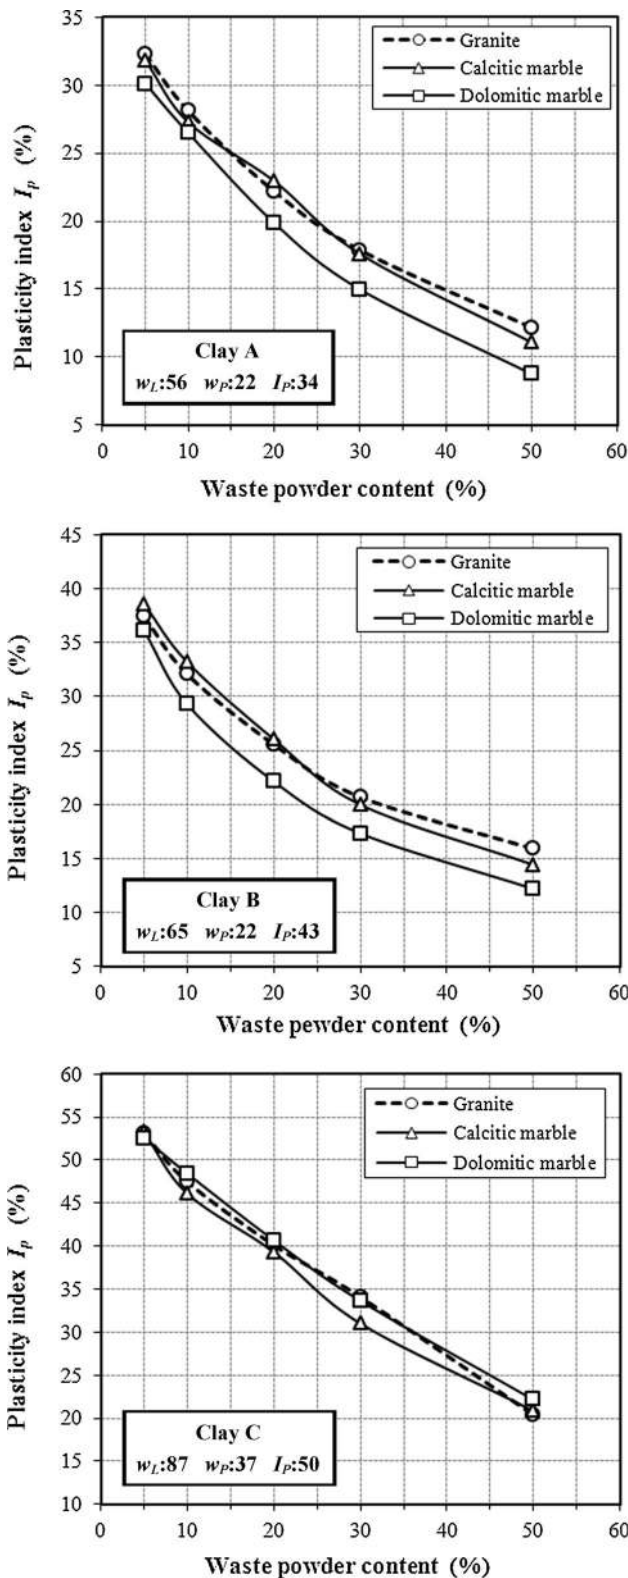 35
30
25
20
15
10
5
Plasticity index Ip (%)
Granite
Calcitic marble
Dolomitic marble
Clay A
wL:56 wP:22 IP:34
0 10 20 30 40 50 60
Waste powder content (%)
45
40
35
30
25
20
15
10
5
Plasticity index Ip (%)
Granite
Calcitic marble
Dolomitic marble
Clay B
wL:65 wP:22 IP:43
0 10 20 30 40 50 60
Waste pewder content (%)
60
55
50
45
40
35
30
25
20
15
10
Plasticity index Ip (%)
Granite
Calcitic marble
Dolomitic marble
Clay C
wL:87 wP:37 IP:50
0 10 20 30 40 50 60
Waste powder content (%)